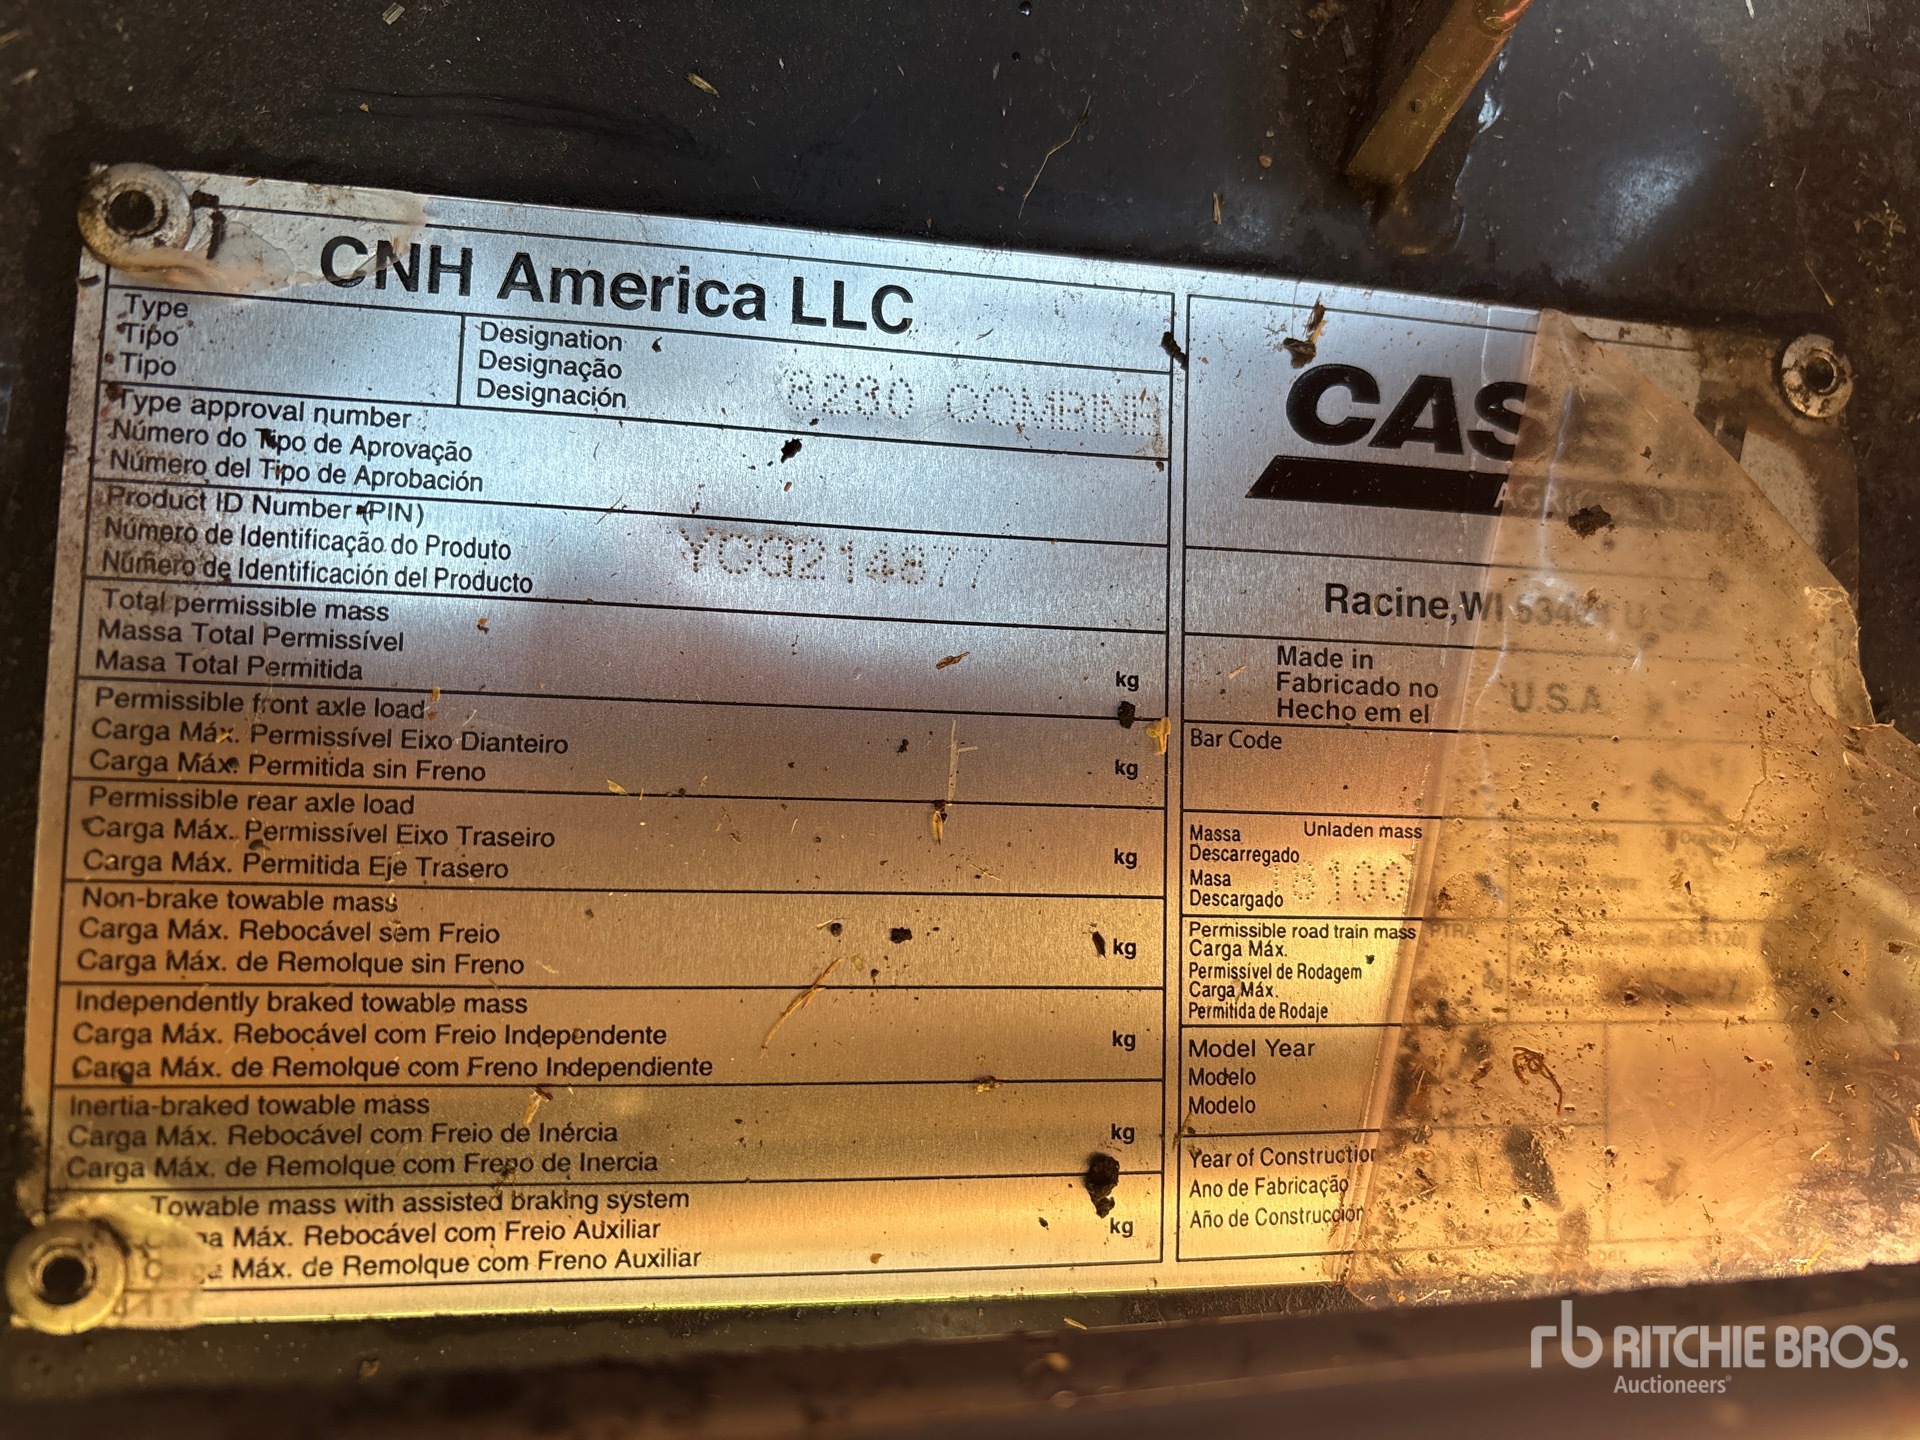 CNH America LLC
Type
Tipo
Tipo
Designation
Designação
Designación
8230 COMBIN
Type approval number
Número do Tipo de Aprovação
Número del Tipo de Aprobación
Product ID Number (PIN)
Número de Identificação do Produto
Número de Identificación del Producto
YCG214877
Total permissible mass
Massa Total Permissível
Masa Total Permitida
kg
Permissible front axle load
Carga Máx. Permissível Eixo Dianteiro
Carga Máx. Permitida sin Freno
kg
Permissible rear axle load
Carga Máx. Permissível Eixo Traseiro
Carga Máx. Permitida Eje Trasero
kg
Non-brake towable mass
Carga Máx. Rebocável sem Freio
Carga Máx. de Remolque sin Freno
kg
Independently braked towable mass
Carga Máx. Rebocável com Freio Independente
Carga Máx. de Remolque com Freno Independiente
kg
Inertia-braked towable mass
Carga Máx. Rebocável com Freio de Inércia
Carga Máx. de Remolque com Freno de Inercia
kg
Towable mass with assisted braking system
Máx. Rebocável com Freio Auxiliar
Máx. de Remolque com Freno Auxiliar
kg
CASE
AGRICULTURE
Racine,WI 53404 U.S.A.
Made in
Fabricado no
Hecho em el
U.S.A
Bar Code
Massa
Descarregado
Unladen mass
Masa
Descargado
18100
Permissible road train mass
Carga Máx.
Permissível de Rodagem
Carga Máx.
Permitida de Rodaje
Model Year
Modelo
Modelo
Year of Construction
Ano de Fabricação
Año de Construcción
rb RITCHIE BROS.
Auctioneers